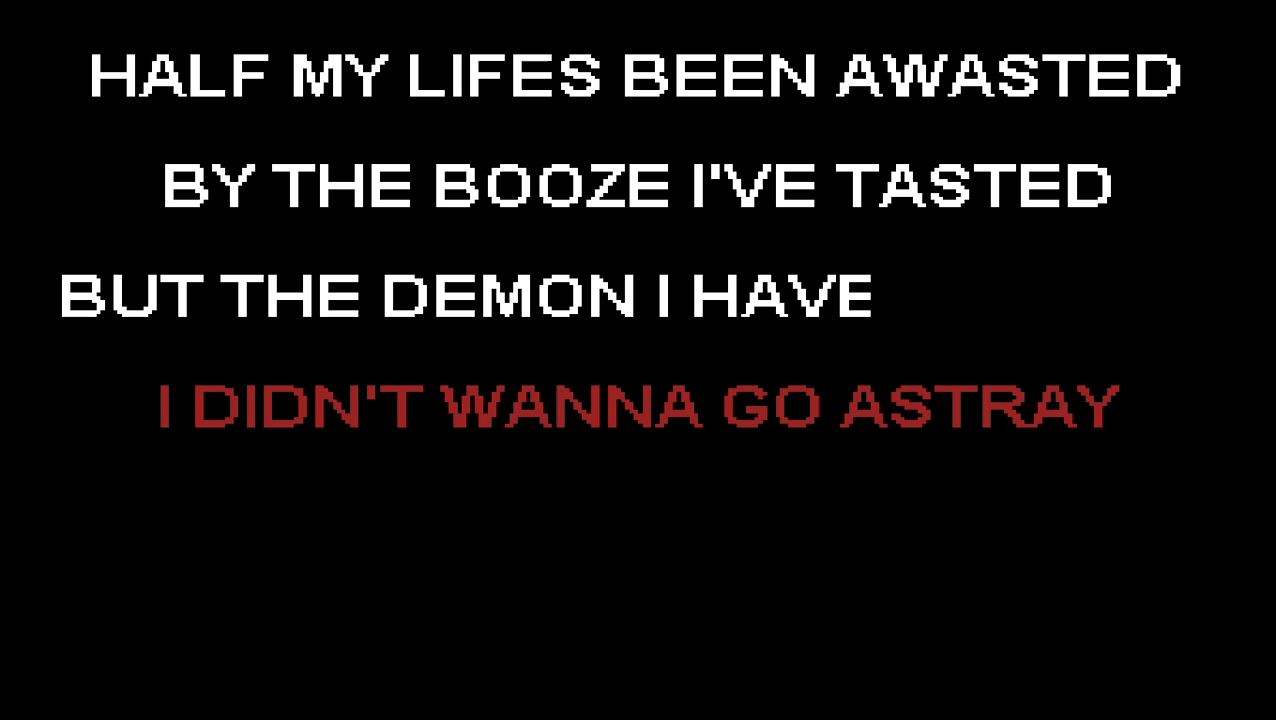 HALF MY LIFES BEEN AWASTED
BY THE BOOZE I'VE TASTED
BUT THE DEMON I HAVE
I DIDN'T WANNA GO ASTRAY